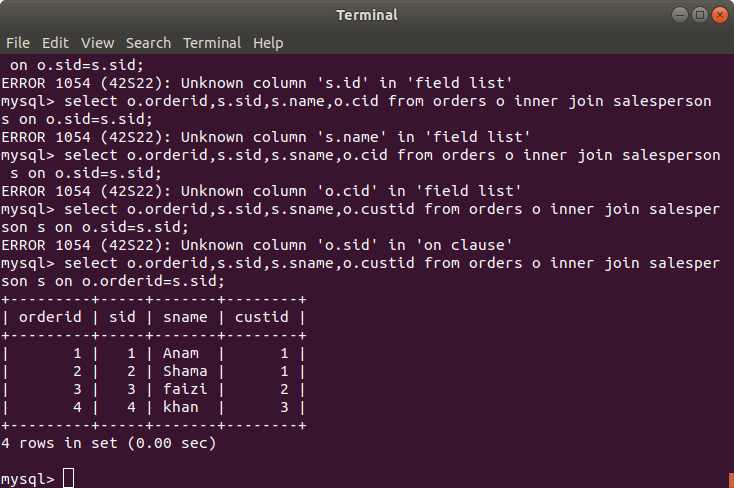 Terminal
File Edit View Search Terminal Help
 on o.sid=s.sid;
ERROR 1054 (42S22): Unknown column 's.id' in 'field list'
mysql> select o.orderid,s.sid,s.name,o.cid from orders o inner join salesperson
s on o.sid=s.sid;
ERROR 1054 (42S22): Unknown column 's.name' in 'field list'
mysql> select o.orderid,s.sid,s.sname,o.cid from orders o inner join salesperson
 s on o.sid=s.sid;
ERROR 1054 (42S22): Unknown column 'o.cid' in 'field list'
mysql> select o.orderid,s.sid,s.sname,o.custid from orders o inner join salesper
son s on o.sid=s.sid;
ERROR 1054 (42S22): Unknown column 'o.sid' in 'on clause'
mysql> select o.orderid,s.sid,s.sname,o.custid from orders o inner join salesper
son s on o.orderid=s.sid;
+---------+-----+-------+--------+
| orderid | sid | sname | custid |
+---------+-----+-------+--------+
|       1 |   1 | Anam  |      1 |
|       2 |   2 | Shama |      1 |
|       3 |   3 | faizi |      2 |
|       4 |   4 | khan  |      3 |
+---------+-----+-------+--------+
4 rows in set (0.00 sec)
mysql>